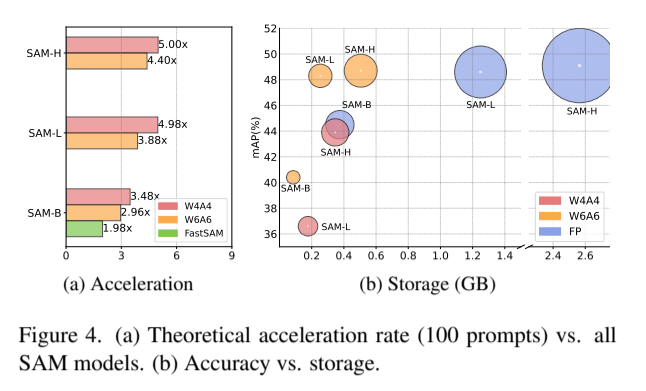 SAM-H
5.00x
4.40x
SAM-L
4.98x
3.88x
SAM-B
3.48x
2.96x
1.98x
W4A4
W6A6
FastSAM
0 3 6 9
(a) Acceleration
mAP(%)
52
50
48
46
44
42
40
38
36
SAM-L
SAM-H
SAM-L
SAM-H
SAM-B
SAM-H
SAM-B
SAM-L
W4A4
W6A6
FP
0.2 0.4 0.6 0.8 1.0 1.2 1.4 2.4 2.6
(b) Storage (GB)
Figure 4. (a) Theoretical acceleration rate (100 prompts) vs. all
SAM models. (b) Accuracy vs. storage.